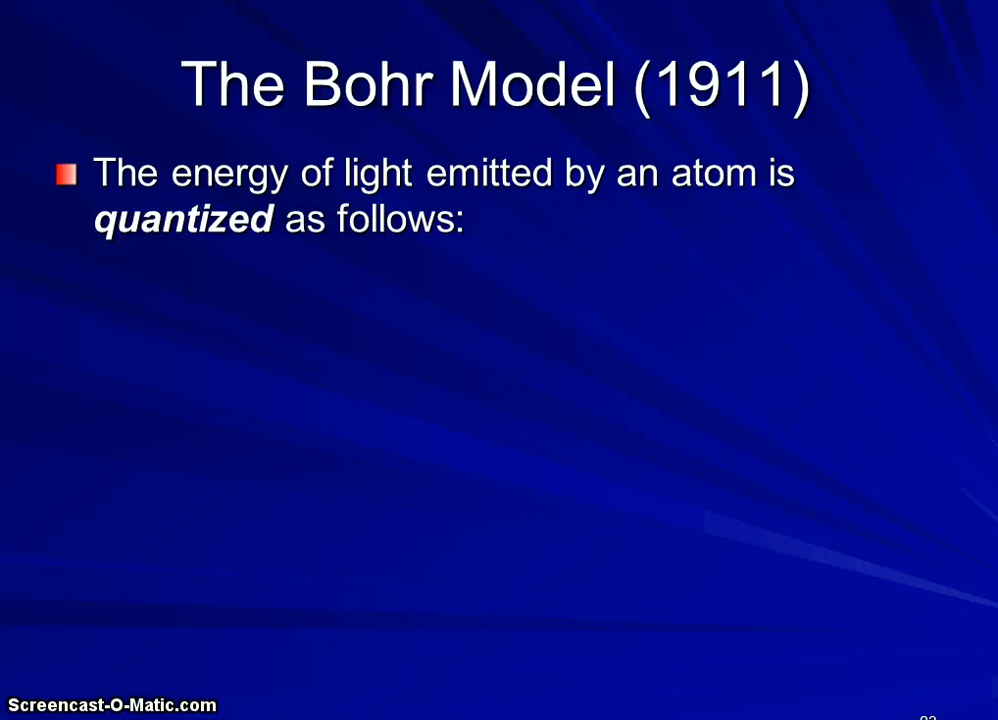 The Bohr Model (1911)
The energy of light emitted by an atom is
quantized as follows:
Screencast-O-Matic.com